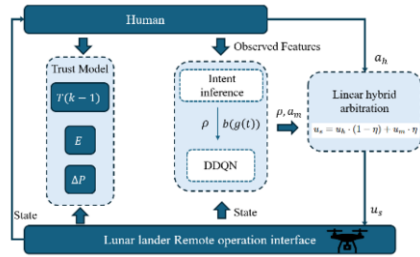 Human
Observed Features
Trust Model
T(k − 1)
E
ΔP
Intent
inference
ρ
b(g(t))
DDQN
ρ, a_m
a_h
Linear hybrid
arbitration
u_s = u_h · (1 − η) + u_m · η
State
State
u_s
Lunar lander Remote operation interface